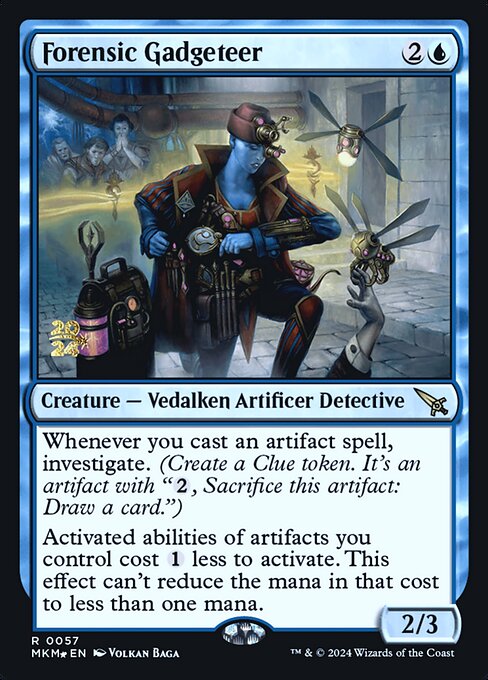 Forensic Gadgeteer 2
2024
Creature — Vedalken Artificer Detective
Whenever you cast an artifact spell,
investigate. (Create a Clue token. It's an
artifact with “2, Sacrifice this artifact:
Draw a card.”)
Activated abilities of artifacts you
control cost 1 less to activate. This
effect can't reduce the mana in that cost
to less than one mana.
2/3
R 0057
MKM★EN VOLKAN BAGA
™ & © 2024 Wizards of the Coast